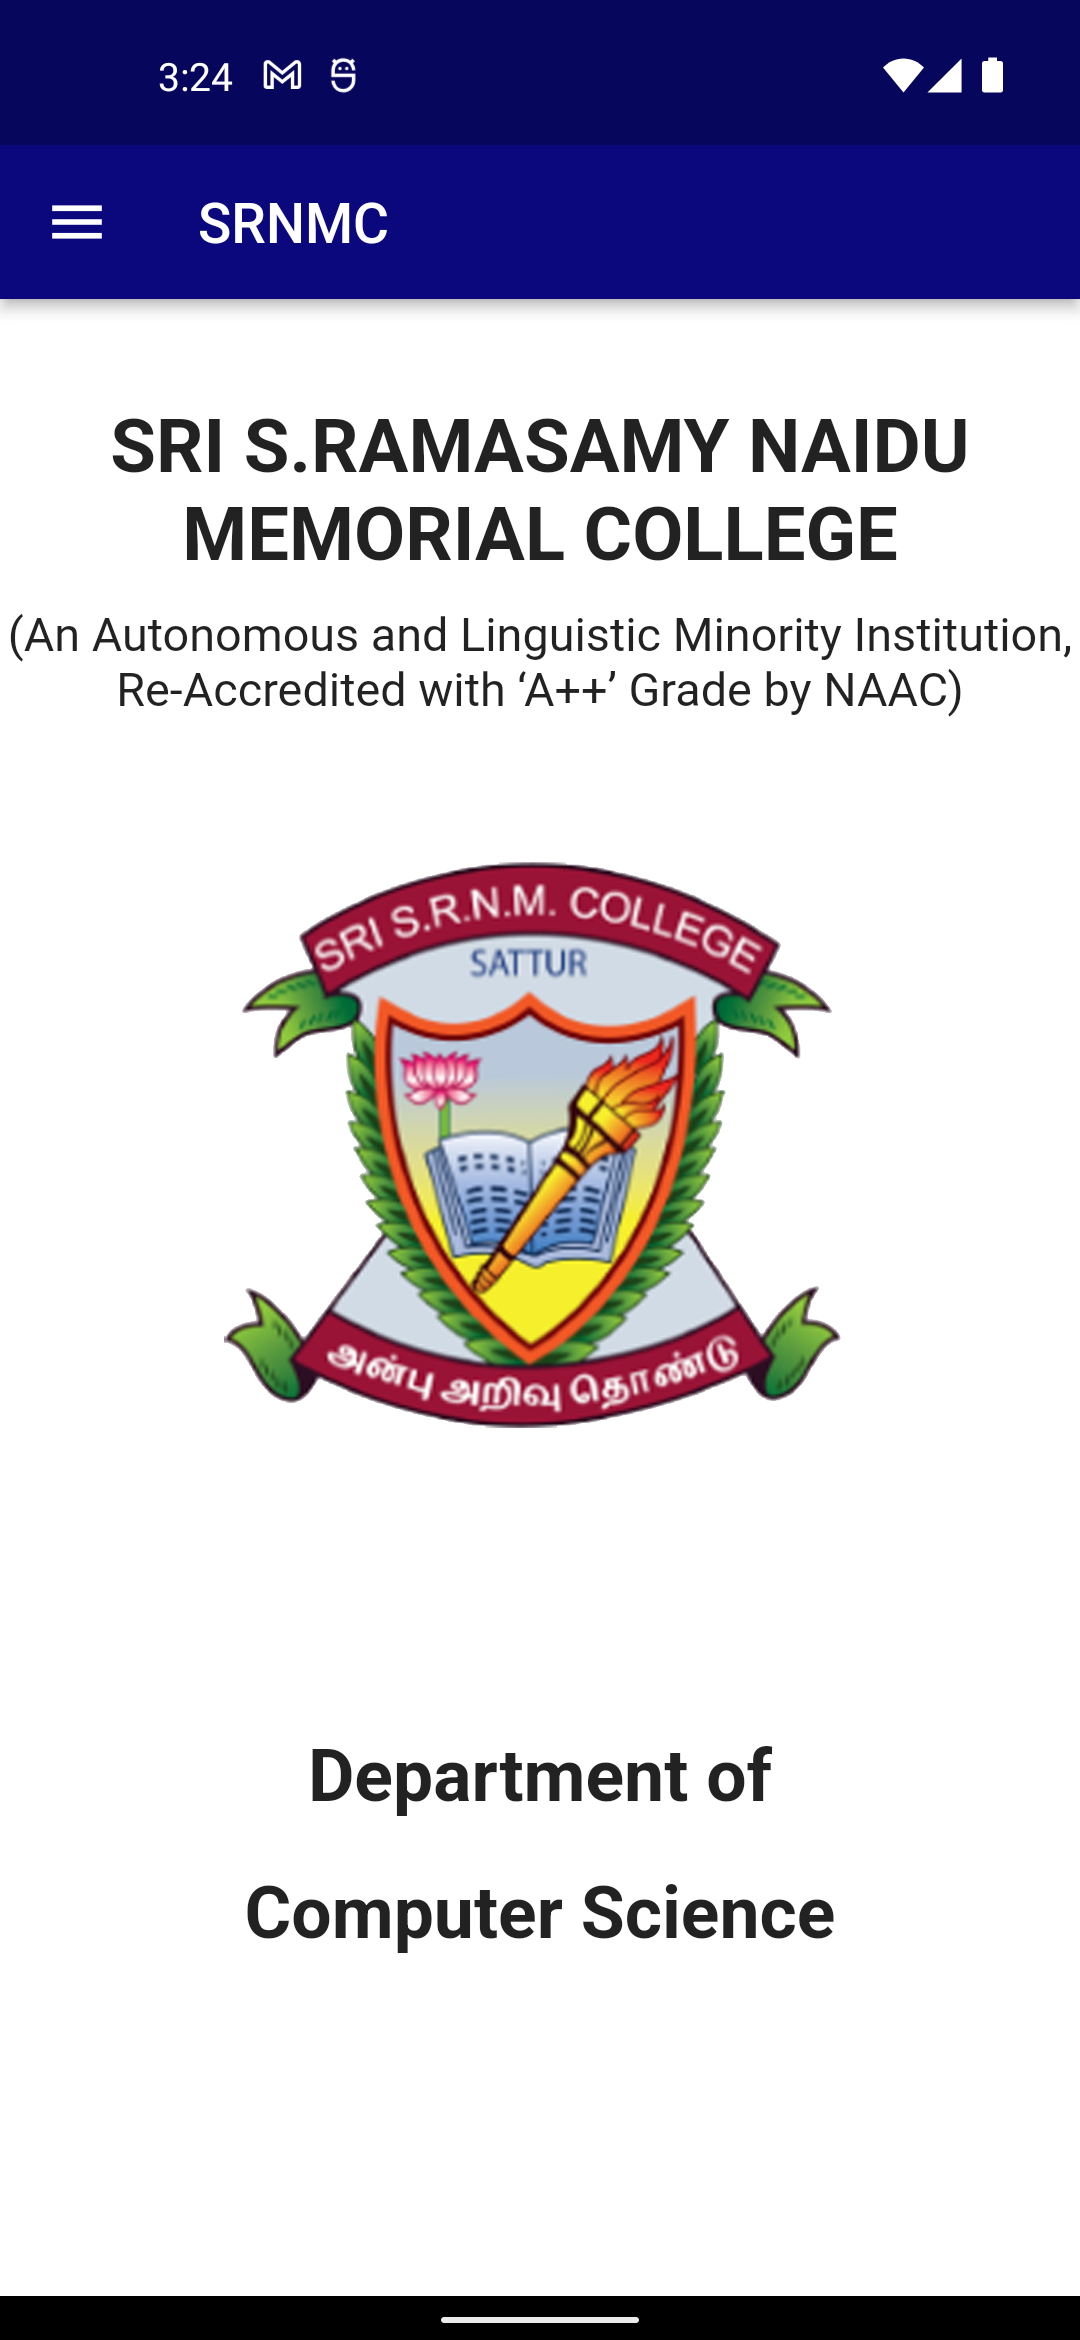 3:24
SRNMC
SRI S.RAMASAMY NAIDU
MEMORIAL COLLEGE
(An Autonomous and Linguistic Minority Institution,
Re-Accredited with ‘A++’ Grade by NAAC)
SRI S.R.N.M. COLLEGE
SATTUR
அன்பு அறிவு தொண்டு
Department of
Computer Science